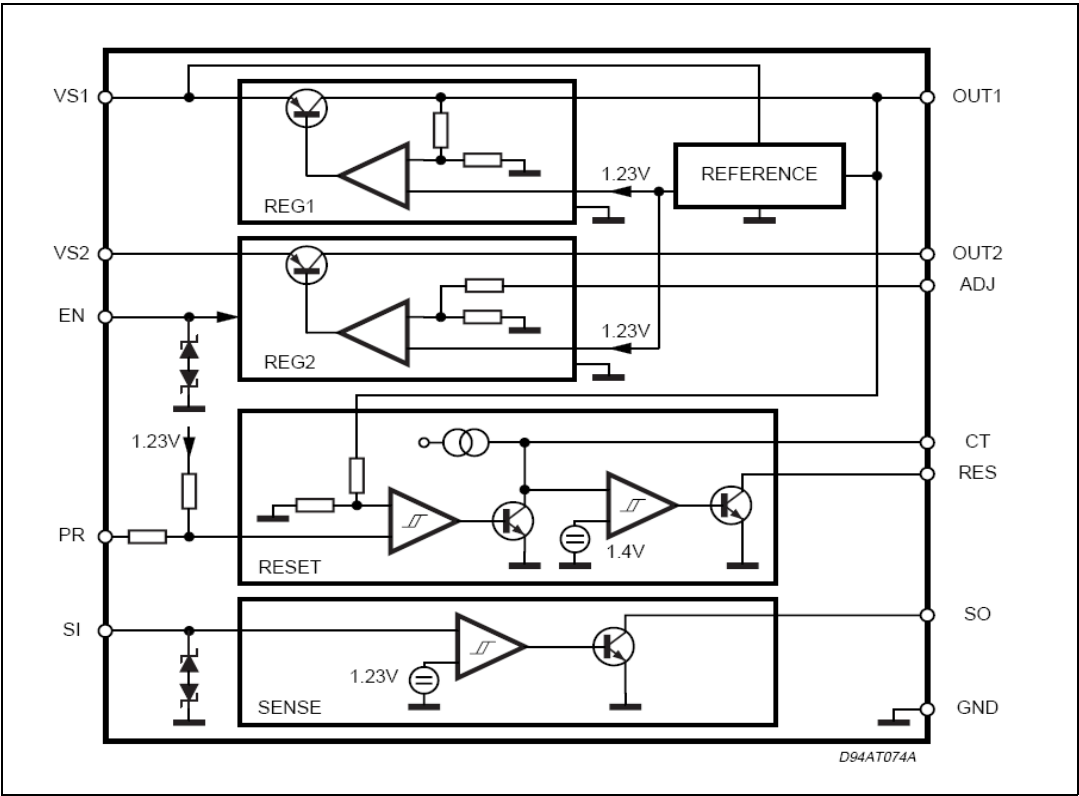 VS1
OUT1
1.23V
REFERENCE
REG1
VS2
OUT2
ADJ
EN
1.23V
REG2
1.23V
CT
RES
PR
1.4V
RESET
SI
SO
1.23V
SENSE
GND
D94AT074A